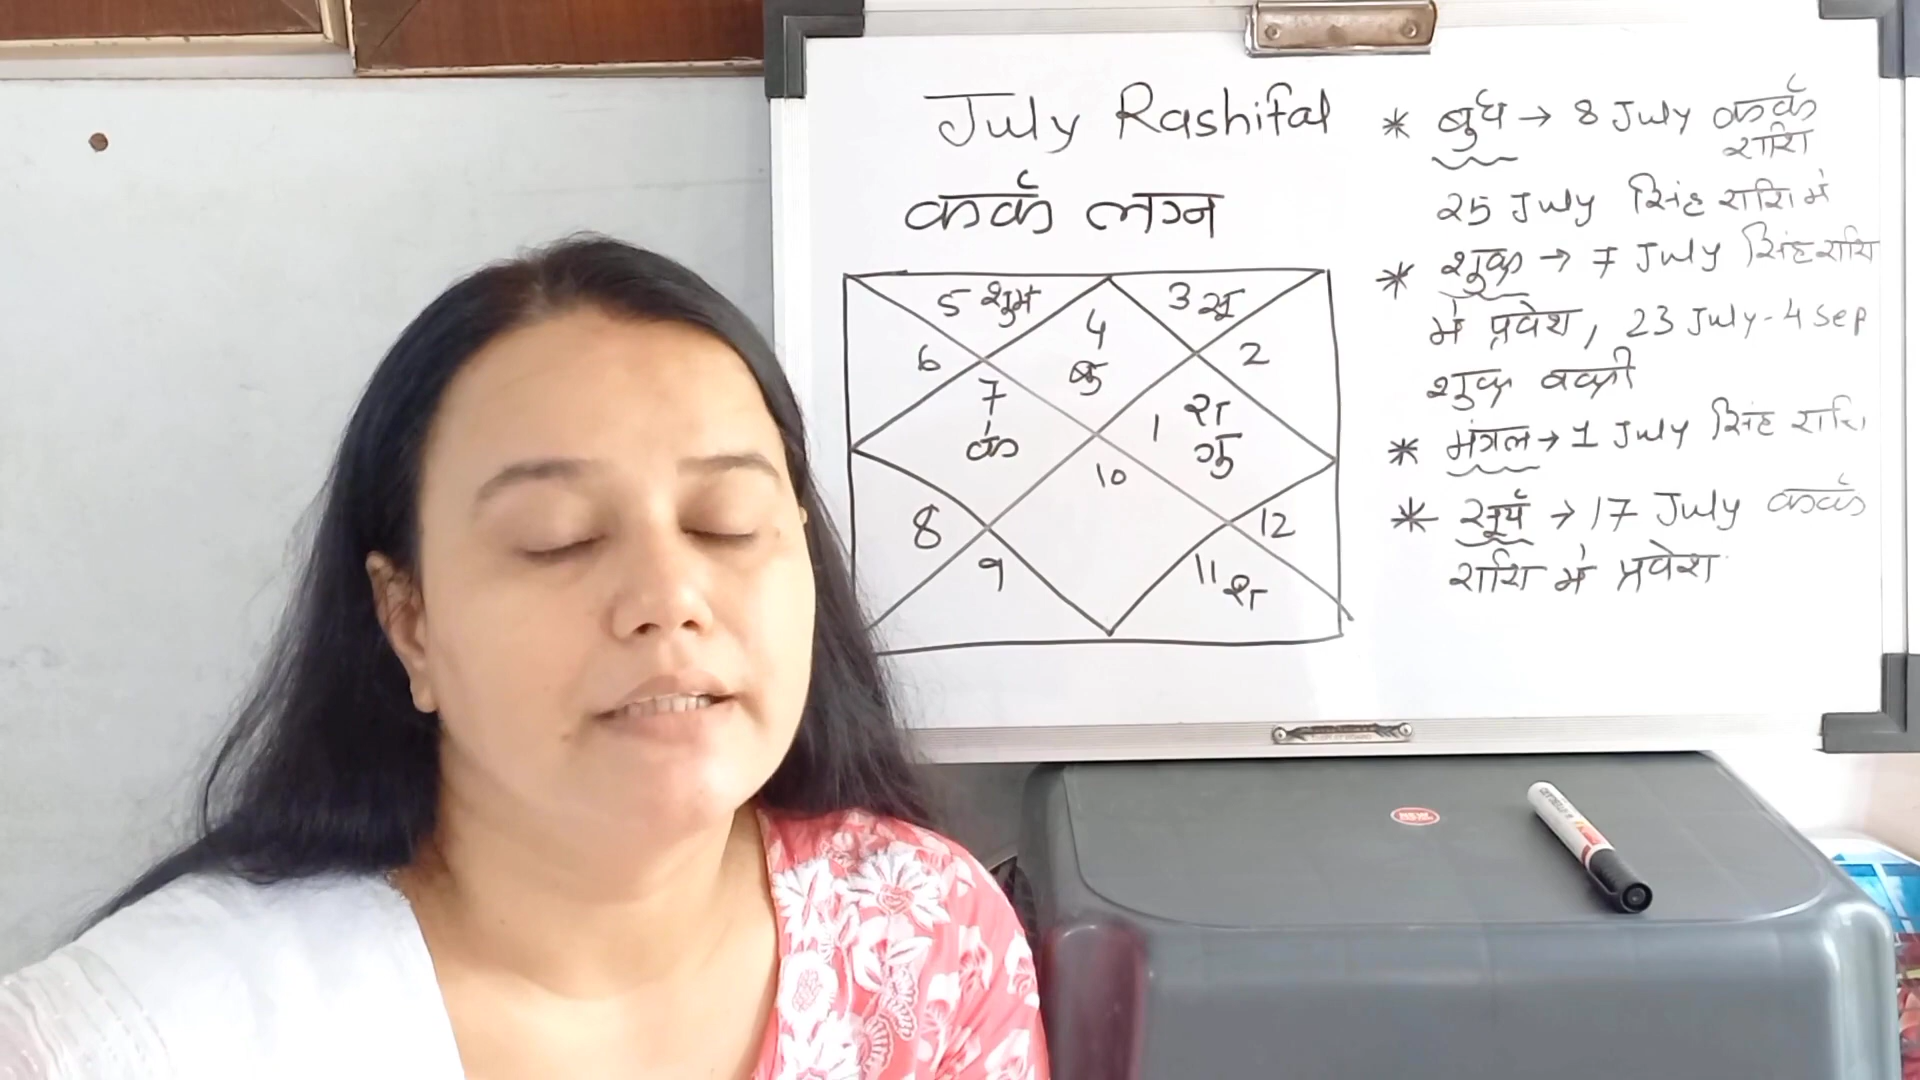 July Rashifal
कर्क लग्न
5 शु मं
3 सू
4
बु
6
2
7
के
1 रा
गु
10
8
12
9
11 श
* बुध → 8 July कर्क
राशि
25 July सिंह राशि में
* शुक्र → 7 July सिंह राशि
में प्रवेश, 23 July - 4 Sep
शुक्र वक्री
* मंगल → 1 July सिंह राशि
* सूर्य → 17 July कर्क
राशि में प्रवेश
NEW